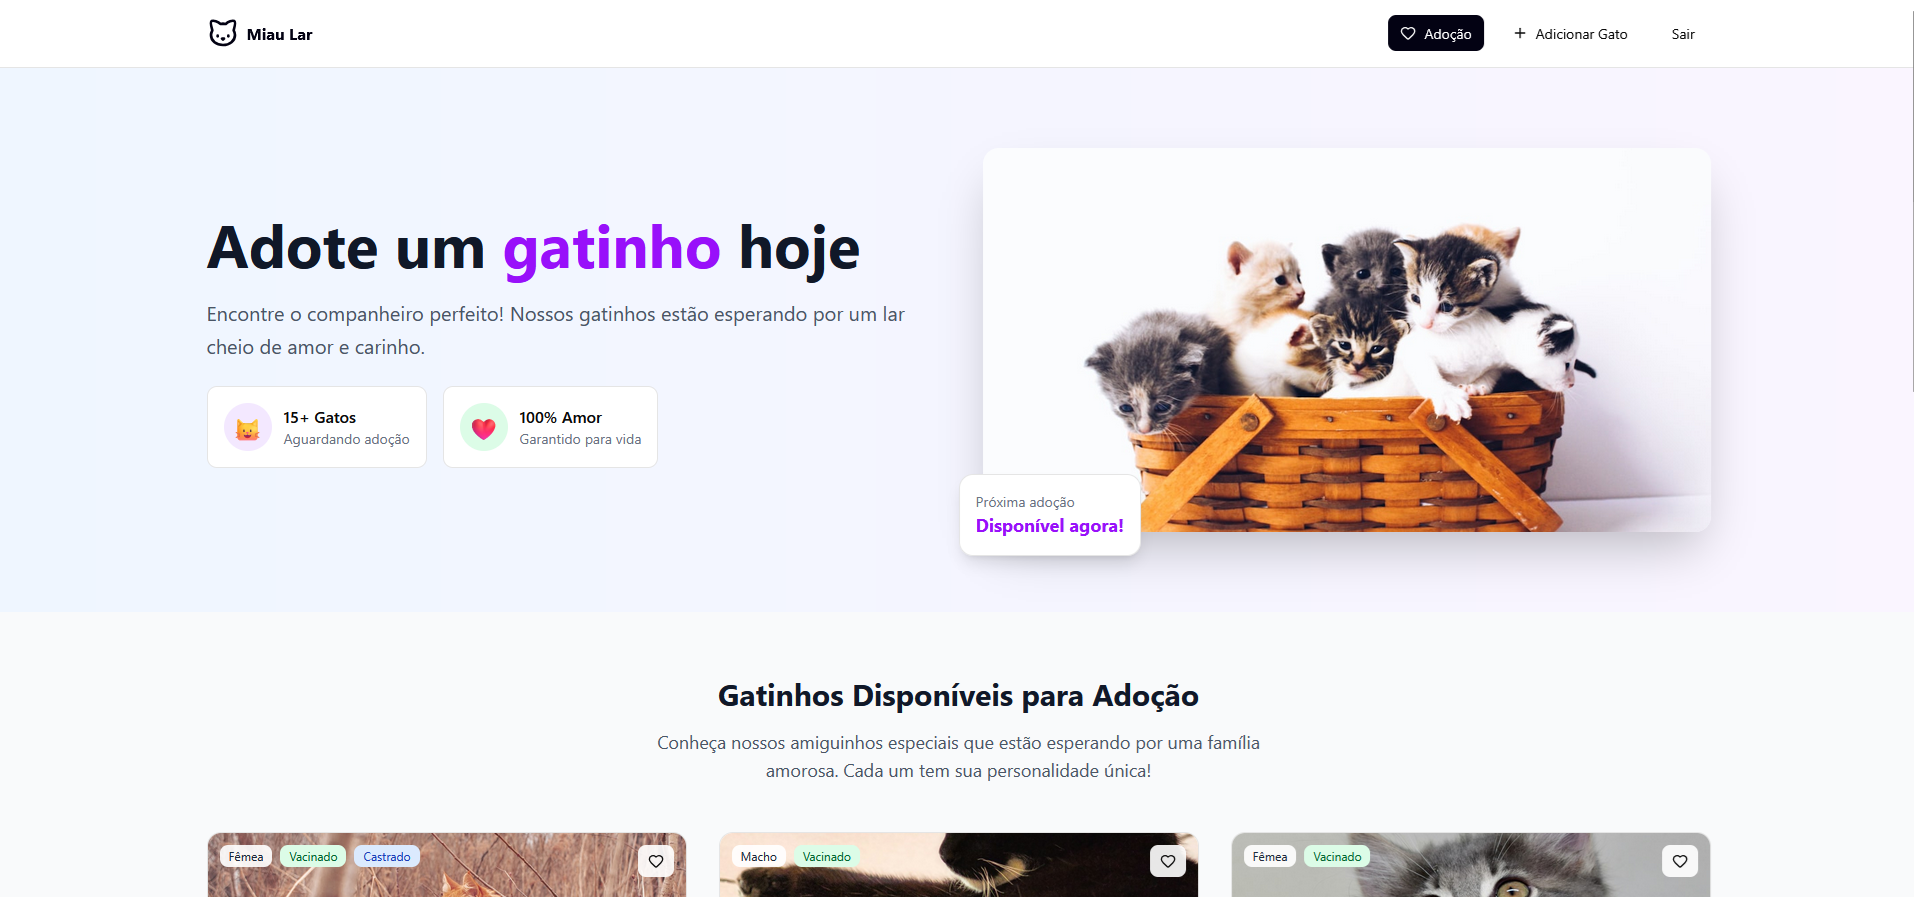 Miau Lar
Adoção
Adicionar Gato
Sair
Adote um gatinho hoje
Encontre o companheiro perfeito! Nossos gatinhos estão esperando por um lar
cheio de amor e carinho.
15+ Gatos
Aguardando adoção
100% Amor
Garantido para vida
Próxima adoção
Disponível agora!
Gatinhos Disponíveis para Adoção
Conheça nossos amiguinhos especiais que estão esperando por uma família
amorosa. Cada um tem sua personalidade única!
Fêmea Vacinado Castrado
Macho Vacinado
Fêmea Vacinado